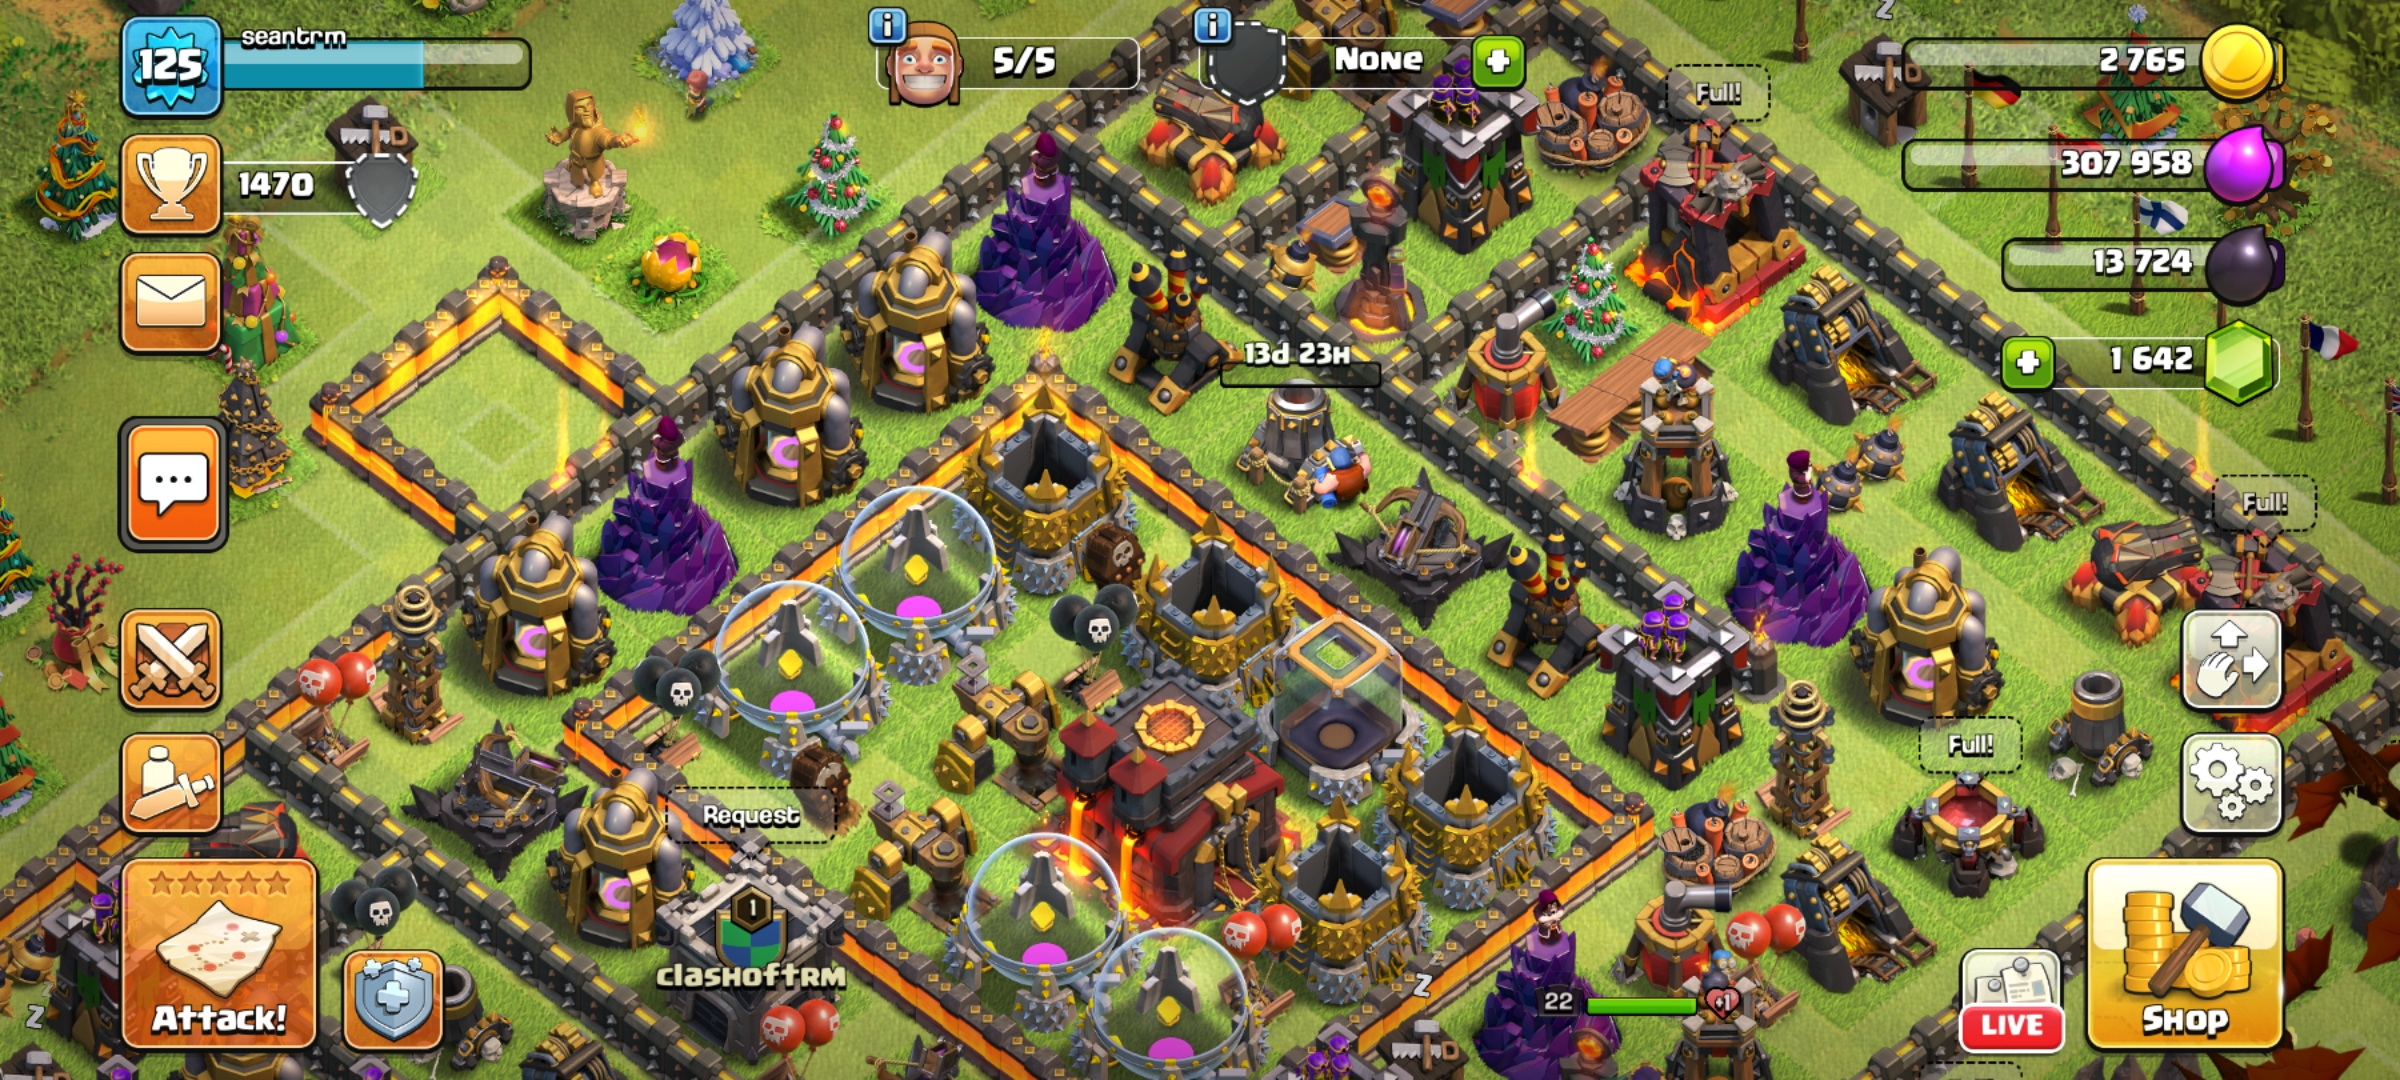 seantrm
125
5/5
None
2 765
Full!
1470
307 958
13 724
13d 23h
1 642
Full!
Full!
Request
1
clashoftrm
22
+1
Attack!
LIVE
Shop
z
z
z